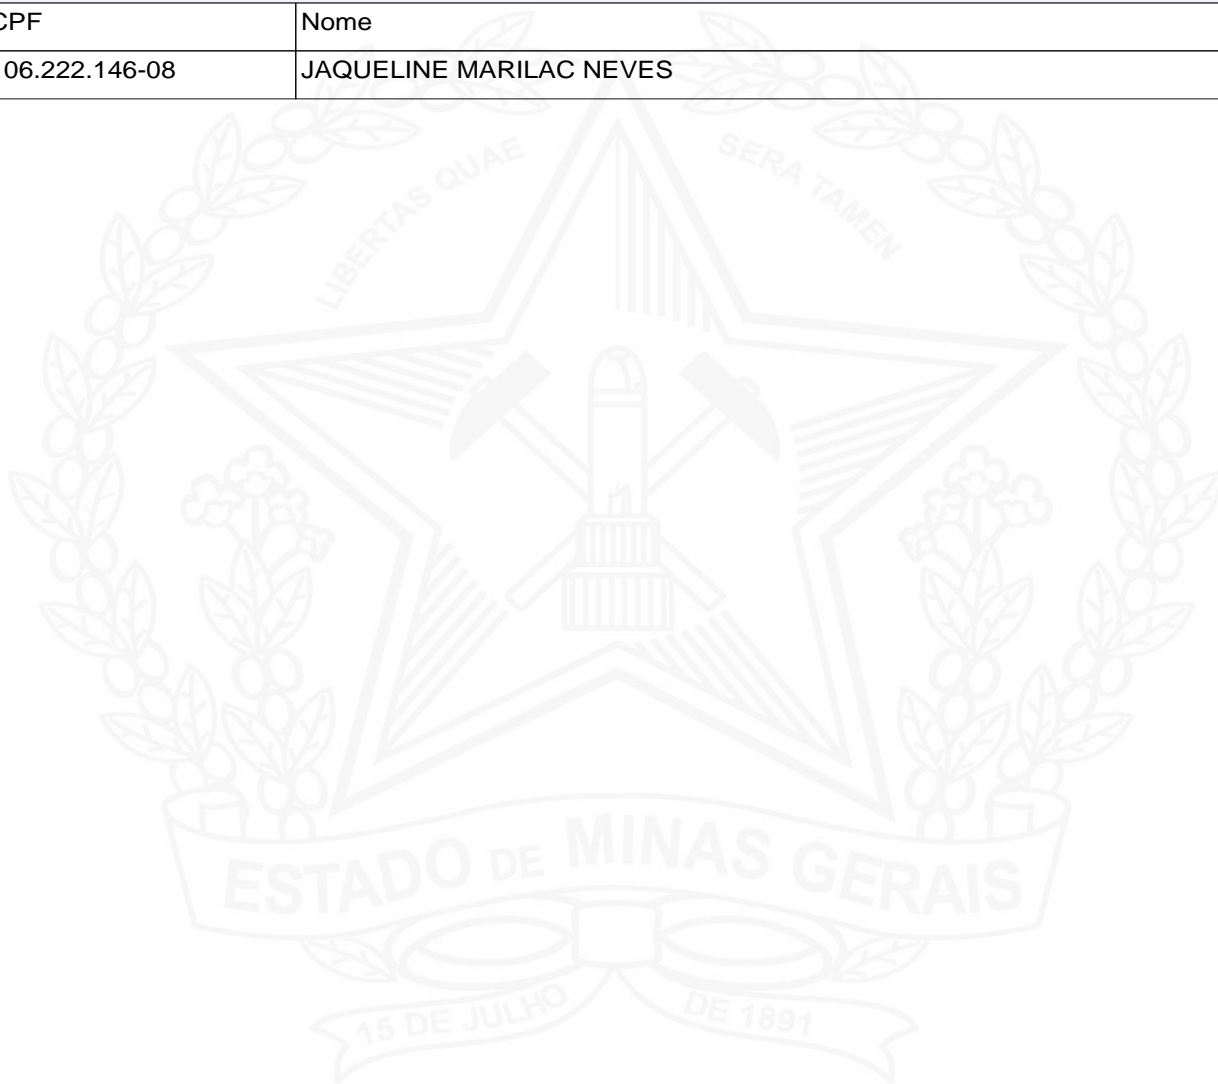 CPF Nome
06.222.146-08 JAQUELINE MARILAC NEVES
LIBERTAS QUAE SERA TAMEN
ESTADO DE MINAS GERAIS
15 DE JULHO DE 1891